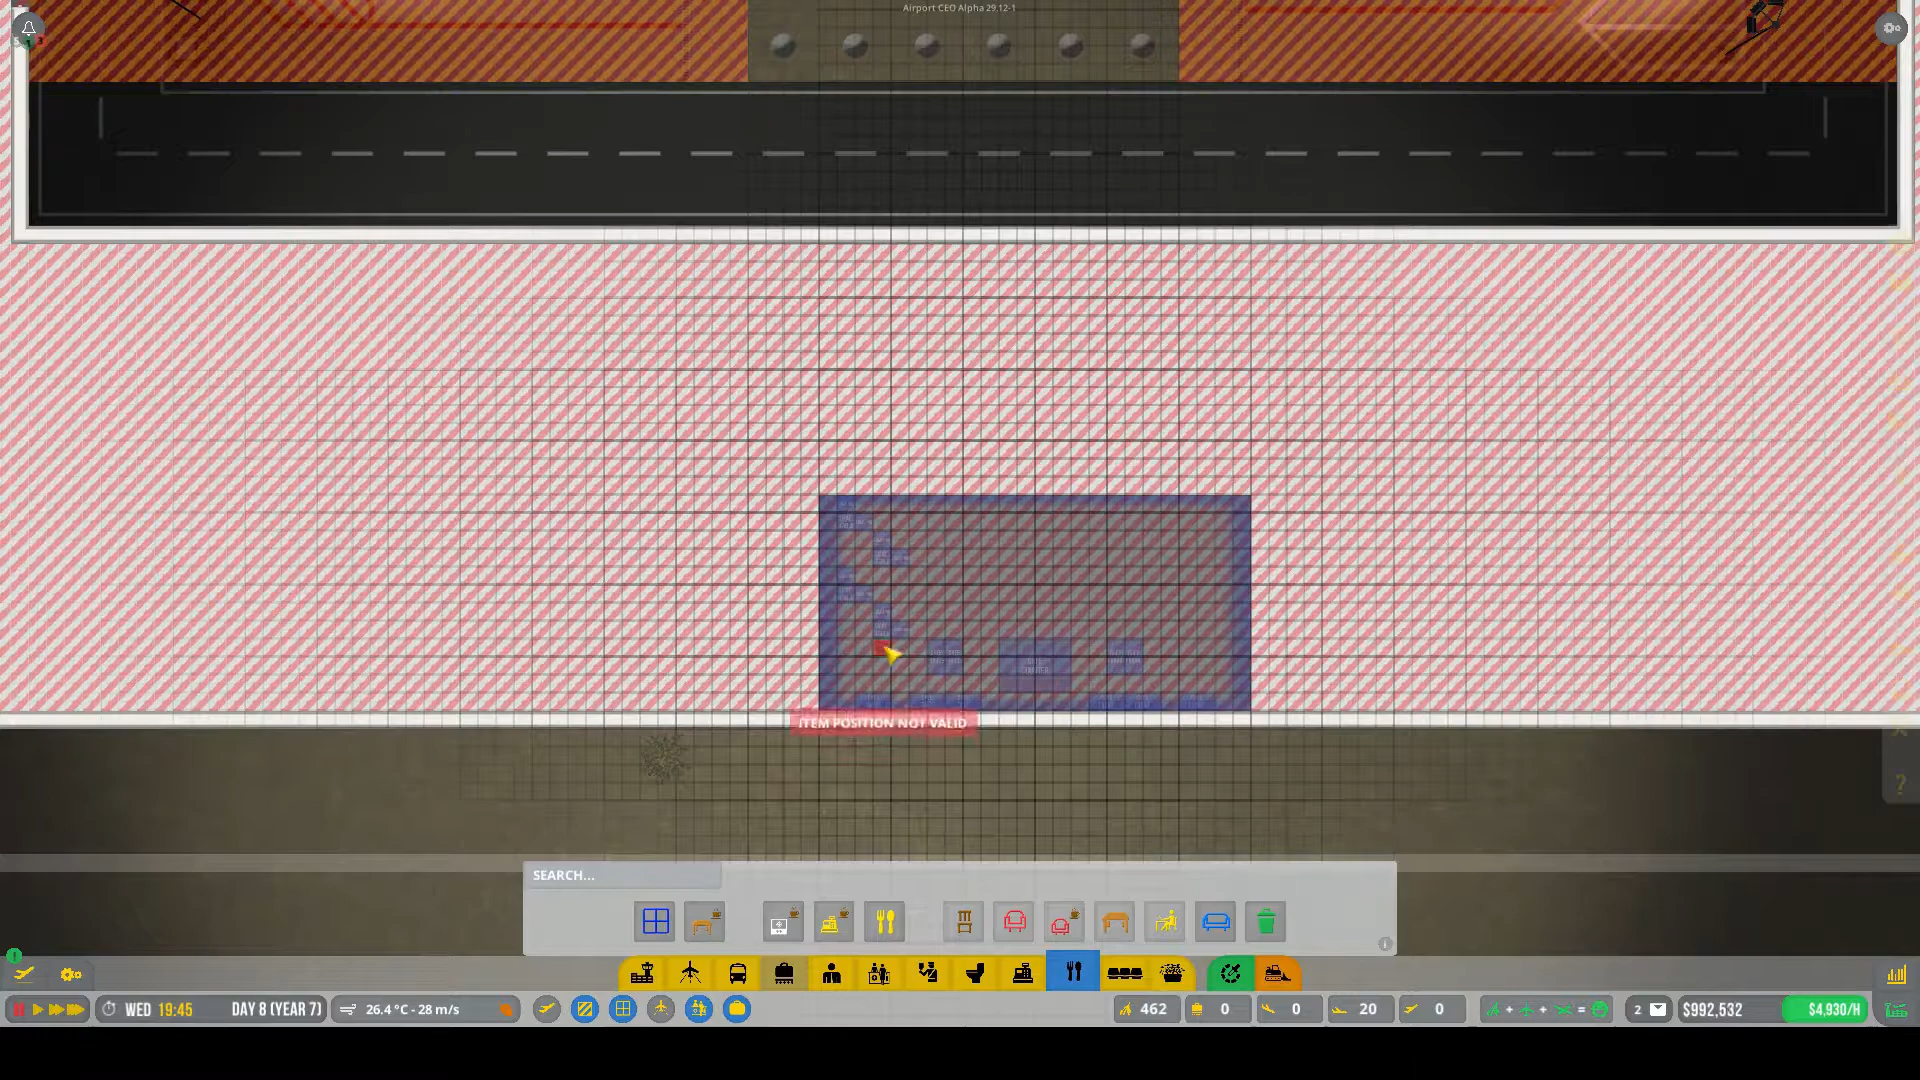 Airport CEO Alpha 29.12-1
ITEM POSITION NOT VALID
SEARCH...
WED 19:45
DAY 8 (YEAR 7)
26.4 °C - 28 m/s
462
0
0
20
0
+ + =
2
$992,532
$4,930/H